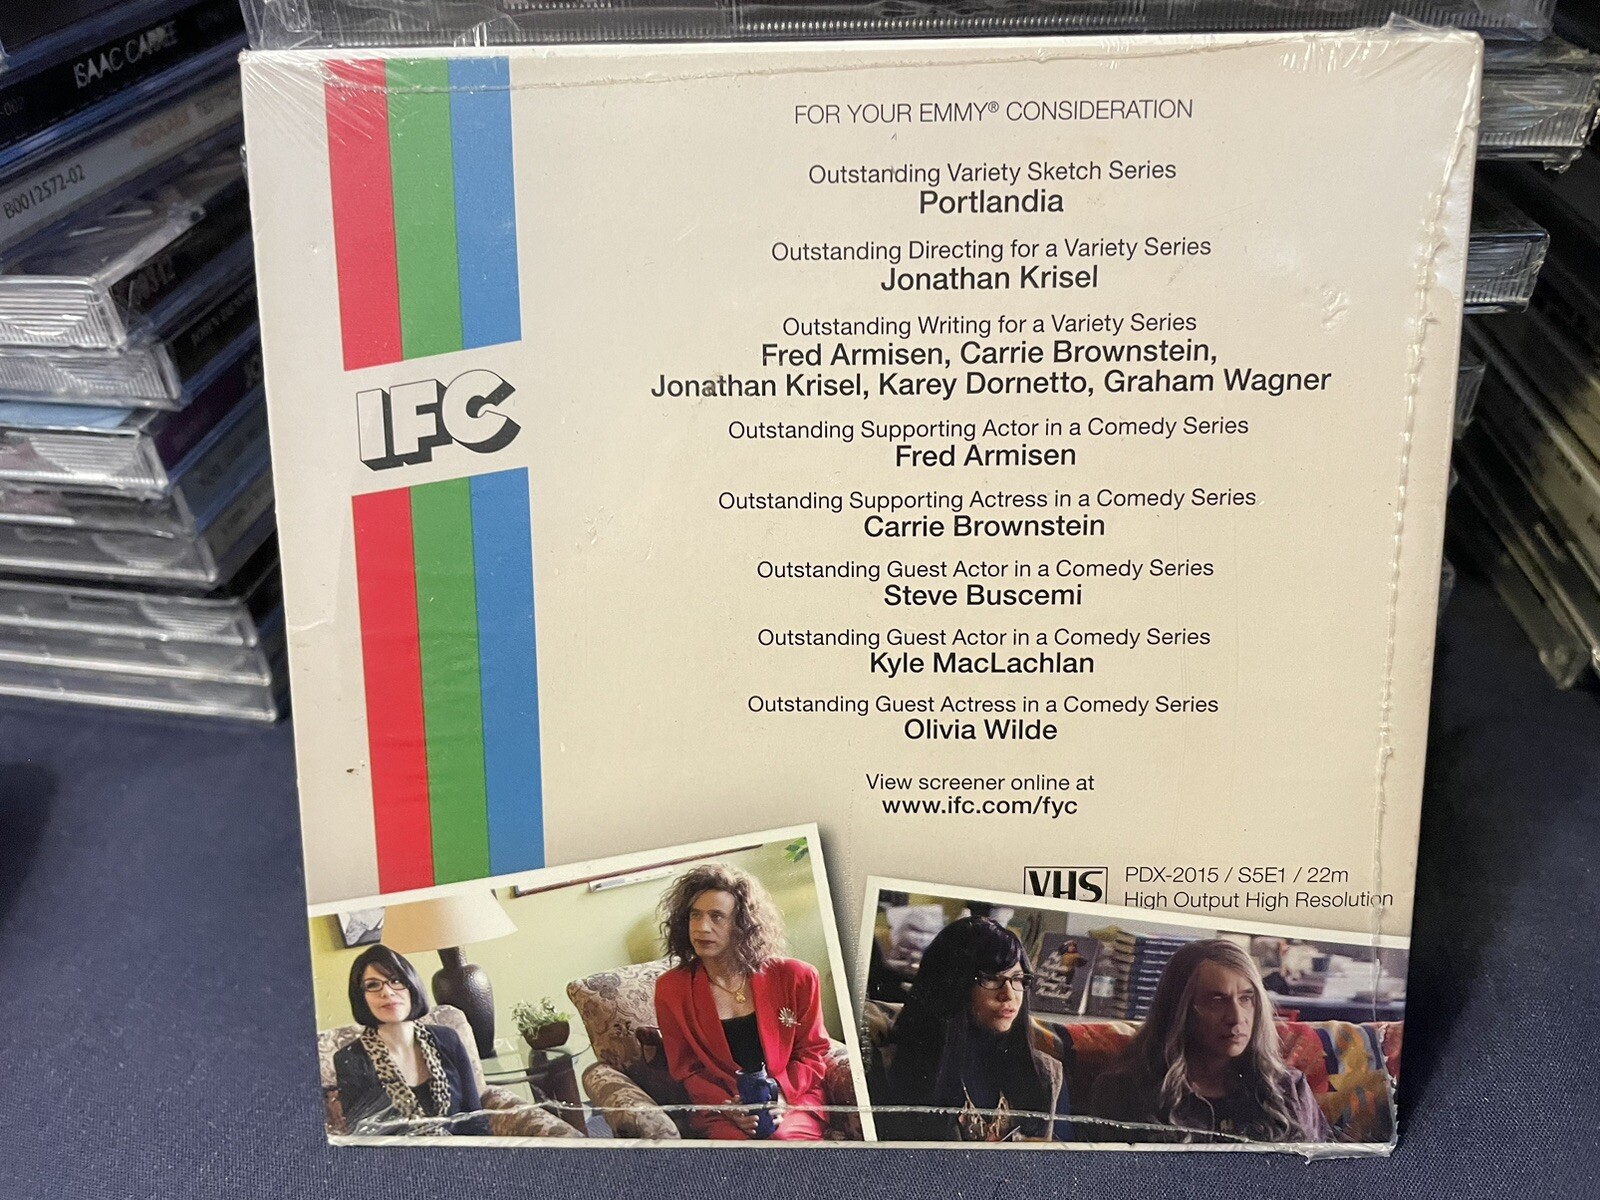 ISAAC CARREE
B0012572-02
FOR YOUR EMMY® CONSIDERATION
Outstanding Variety Sketch Series
Portlandia
Outstanding Directing for a Variety Series
Jonathan Krisel
Outstanding Writing for a Variety Series
Fred Armisen, Carrie Brownstein,
Jonathan Krisel, Karey Dornetto, Graham Wagner
Outstanding Supporting Actor in a Comedy Series
Fred Armisen
Outstanding Supporting Actress in a Comedy Series
Carrie Brownstein
Outstanding Guest Actor in a Comedy Series
Steve Buscemi
Outstanding Guest Actor in a Comedy Series
Kyle MacLachlan
Outstanding Guest Actress in a Comedy Series
Olivia Wilde
View screener online at
www.ifc.com/fyc
IFC
VHS
PDX-2015 / S5E1 / 22m
High Output High Resolution